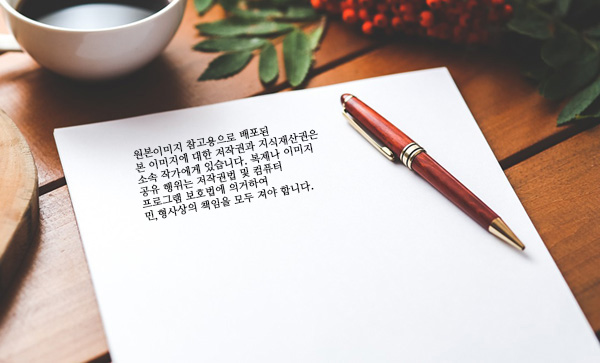 원본이미지 참고용으로 배포된
본 이미지에 대한 저작권과 지식재산권은
소속 작가에게 있습니다. 복제나 이미지
공유 행위는 저작권법 및 컴퓨터
프로그램 보호법에 의거하여
민,형사상의 책임을 모두 져야 합니다.